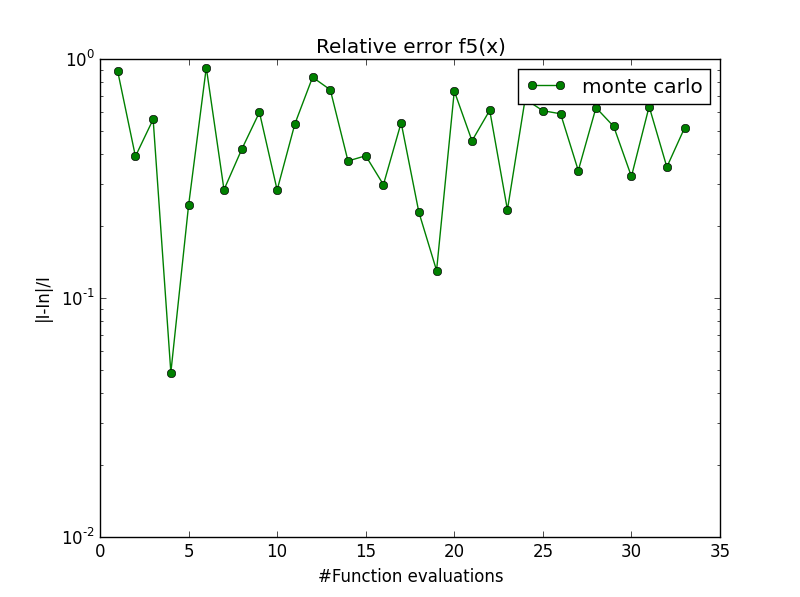 Relative error f5(x)
monte carlo
10^0
10^-1
10^-2
|I-In|/I
0 5 10 15 20 25 30 35
#Function evaluations